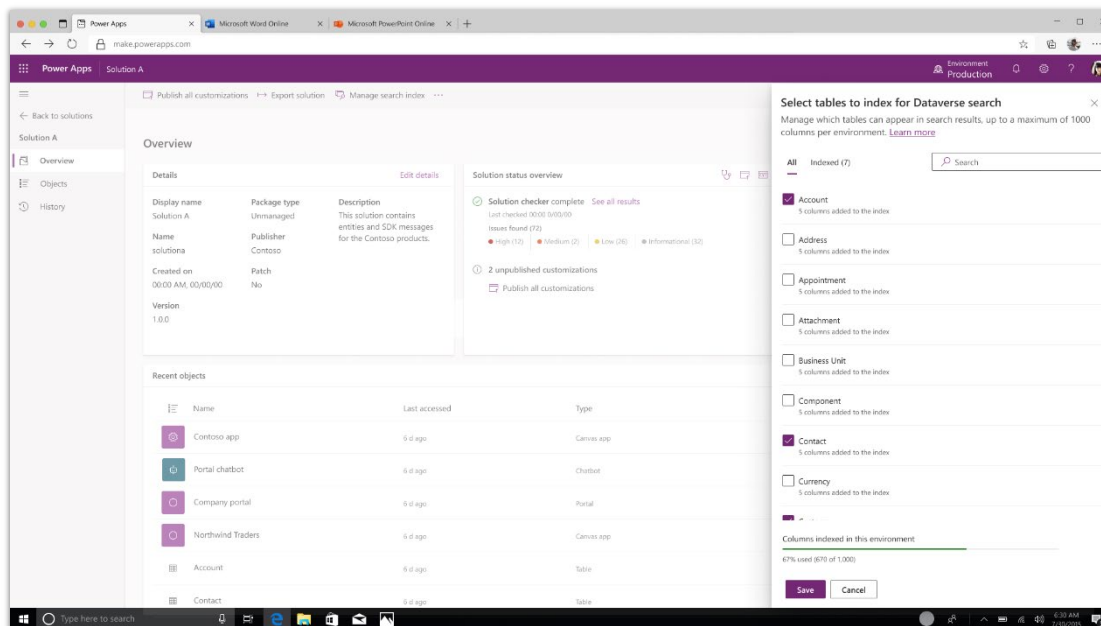 Power Apps
Microsoft Word Online
Microsoft PowerPoint Online
make.powerapps.com
Power Apps
Solution A
Environment
Production
Publish all customizations
Export solution
Manage search index
Back to solutions
Solution A
Overview
Objects
History
Overview
Details
Edit details
Display name
Solution A
Package type
Unmanaged
Description
This solution contains
entities and SDK messages
for the Contoso products.
Name
solutiona
Publisher
Contoso
Created on
00:00 AM, 00/00/00
Patch
No
Version
1.0.0
Solution status overview
Solution checker complete See all results
Last checked 00:00 0/00/00
Issues found (72)
High (12) Medium (2) Low (26) Informational (32)
2 unpublished customizations
Publish all customizations
Recent objects
Name Last accessed Type
Contoso app 6 d ago Canvas app
Portal chatbot 6 d ago Chatbot
Company portal 6 d ago Portal
Northwind Traders 6 d ago Canvas app
Account 6 d ago Table
Contact 6 d ago Table
Select tables to index for Dataverse search
Manage which tables can appear in search results, up to a maximum of 1000
columns per environment. Learn more
All Indexed (7)
Search
Account
5 columns added to the index
Address
5 columns added to the index
Appointment
5 columns added to the index
Attachment
5 columns added to the index
Business Unit
5 columns added to the index
Component
5 columns added to the index
Contact
5 columns added to the index
Currency
5 columns added to the index
Columns indexed in this environment
67% used (670 of 1,000)
Save
Cancel
Type here to search
6:30 AM
7/30/2015